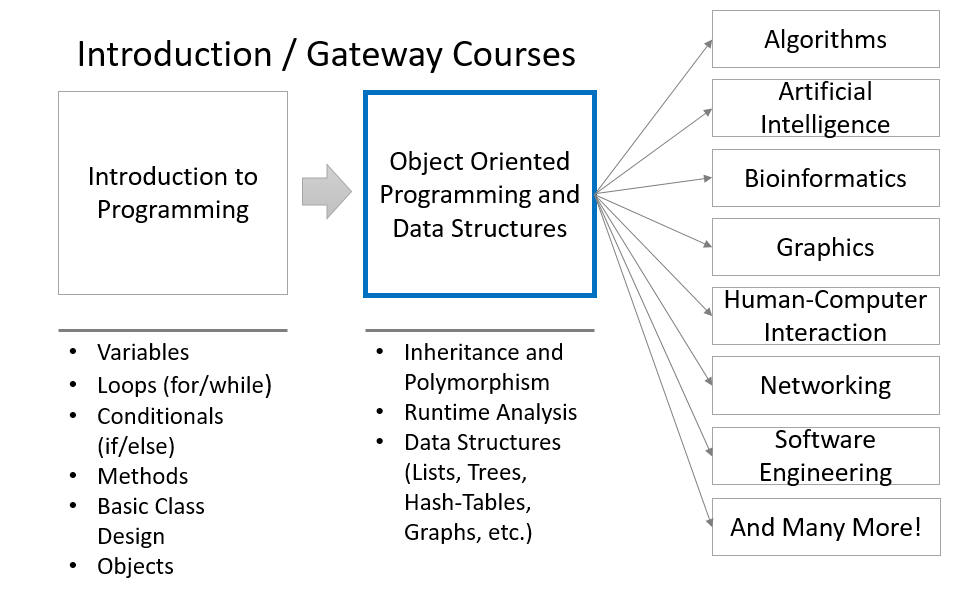 Introduction / Gateway Courses
Introduction to
Programming
• Variables
• Loops (for/while)
• Conditionals
(if/else)
• Methods
• Basic Class
Design
• Objects
Object Oriented
Programming and
Data Structures
• Inheritance and
Polymorphism
• Runtime Analysis
• Data Structures
(Lists, Trees,
Hash-Tables,
Graphs, etc.)
Algorithms
Artificial
Intelligence
Bioinformatics
Graphics
Human-Computer
Interaction
Networking
Software
Engineering
And Many More!